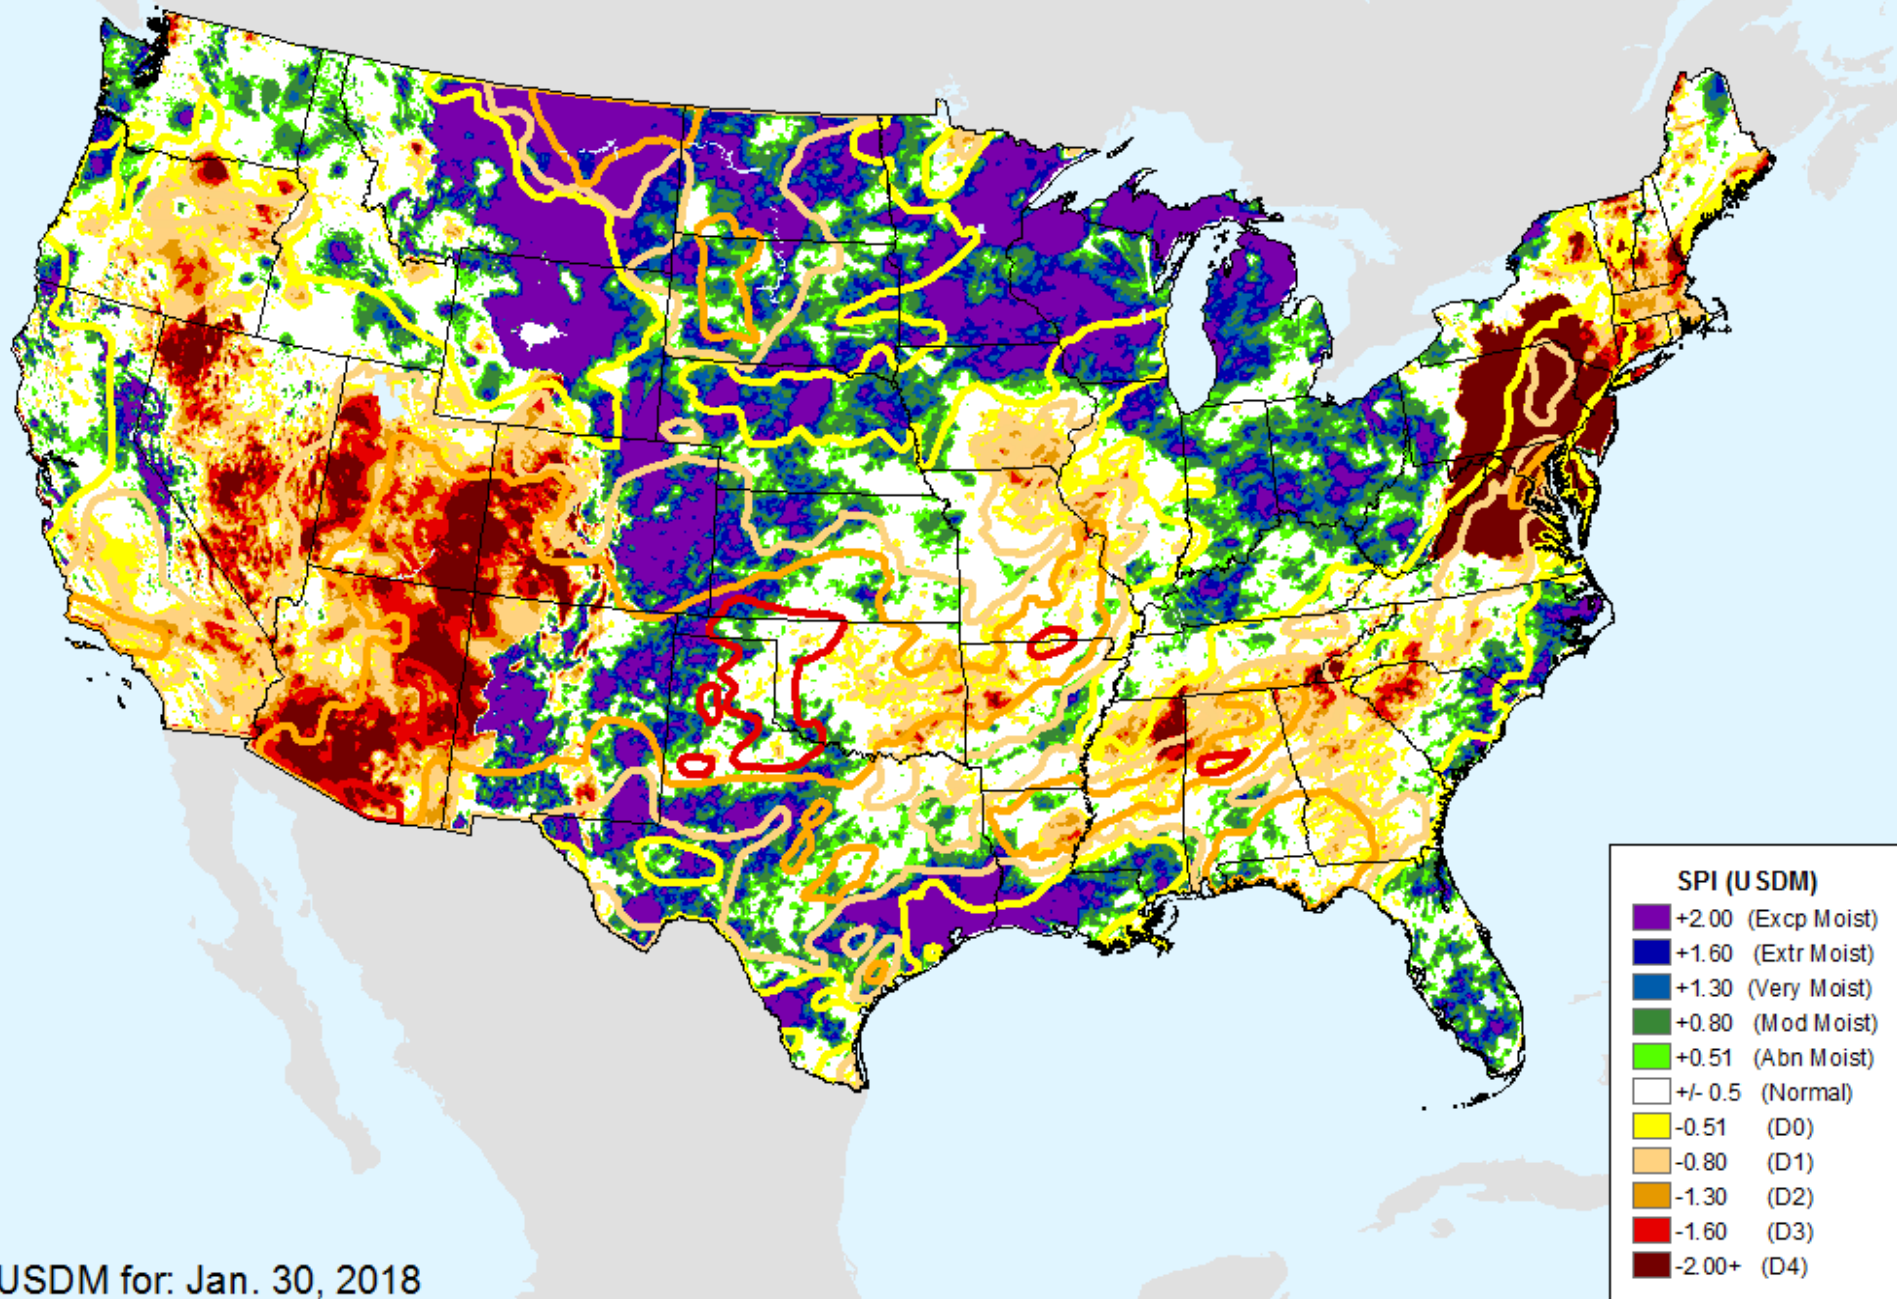 SPI (USDM)
+2.00 (Excp Moist)
+1.60 (Extr Moist)
+1.30 (Very Moist)
+0.80 (Mod Moist)
+0.51 (Abn Moist)
+/- 0.5 (Normal)
-0.51 (D0)
-0.80 (D1)
-1.30 (D2)
-1.60 (D3)
-2.00+ (D4)
USDM for: Jan. 30, 2018